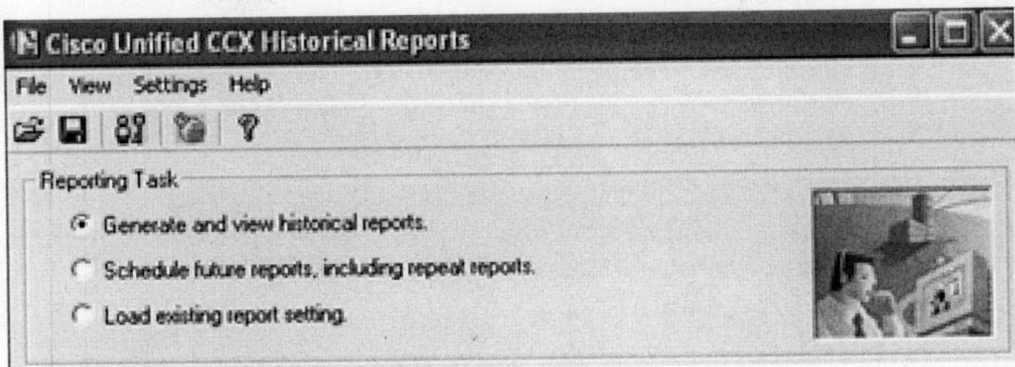 Cisco Unified CCX Historical Reports
File View Settings Help
Reporting Task
Generate and view historical reports.
Schedule future reports, including repeat reports.
Load existing report setting.